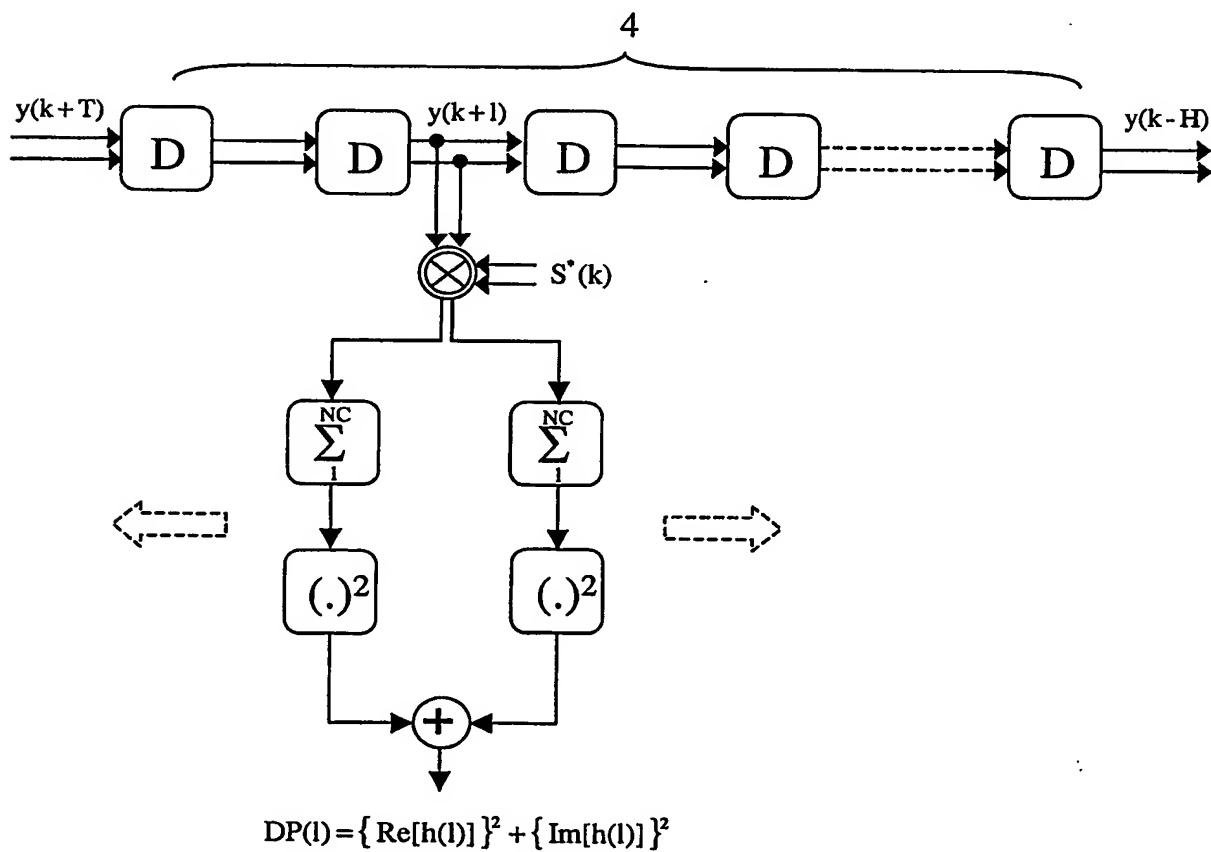 4
y(k+T) y(k+l) y(k-H)
D D D D D
S*(k)
NC NC
∑ ∑
1 1
(.)² (.)²
+
DP(l) = { Re[h(l)] }² + { Im[h(l)] }²